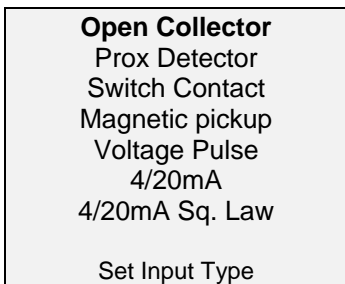 Open Collector
Prox Detector
Switch Contact
Magnetic pickup
Voltage Pulse
4/20mA
4/20mA Sq. Law
Set Input Type